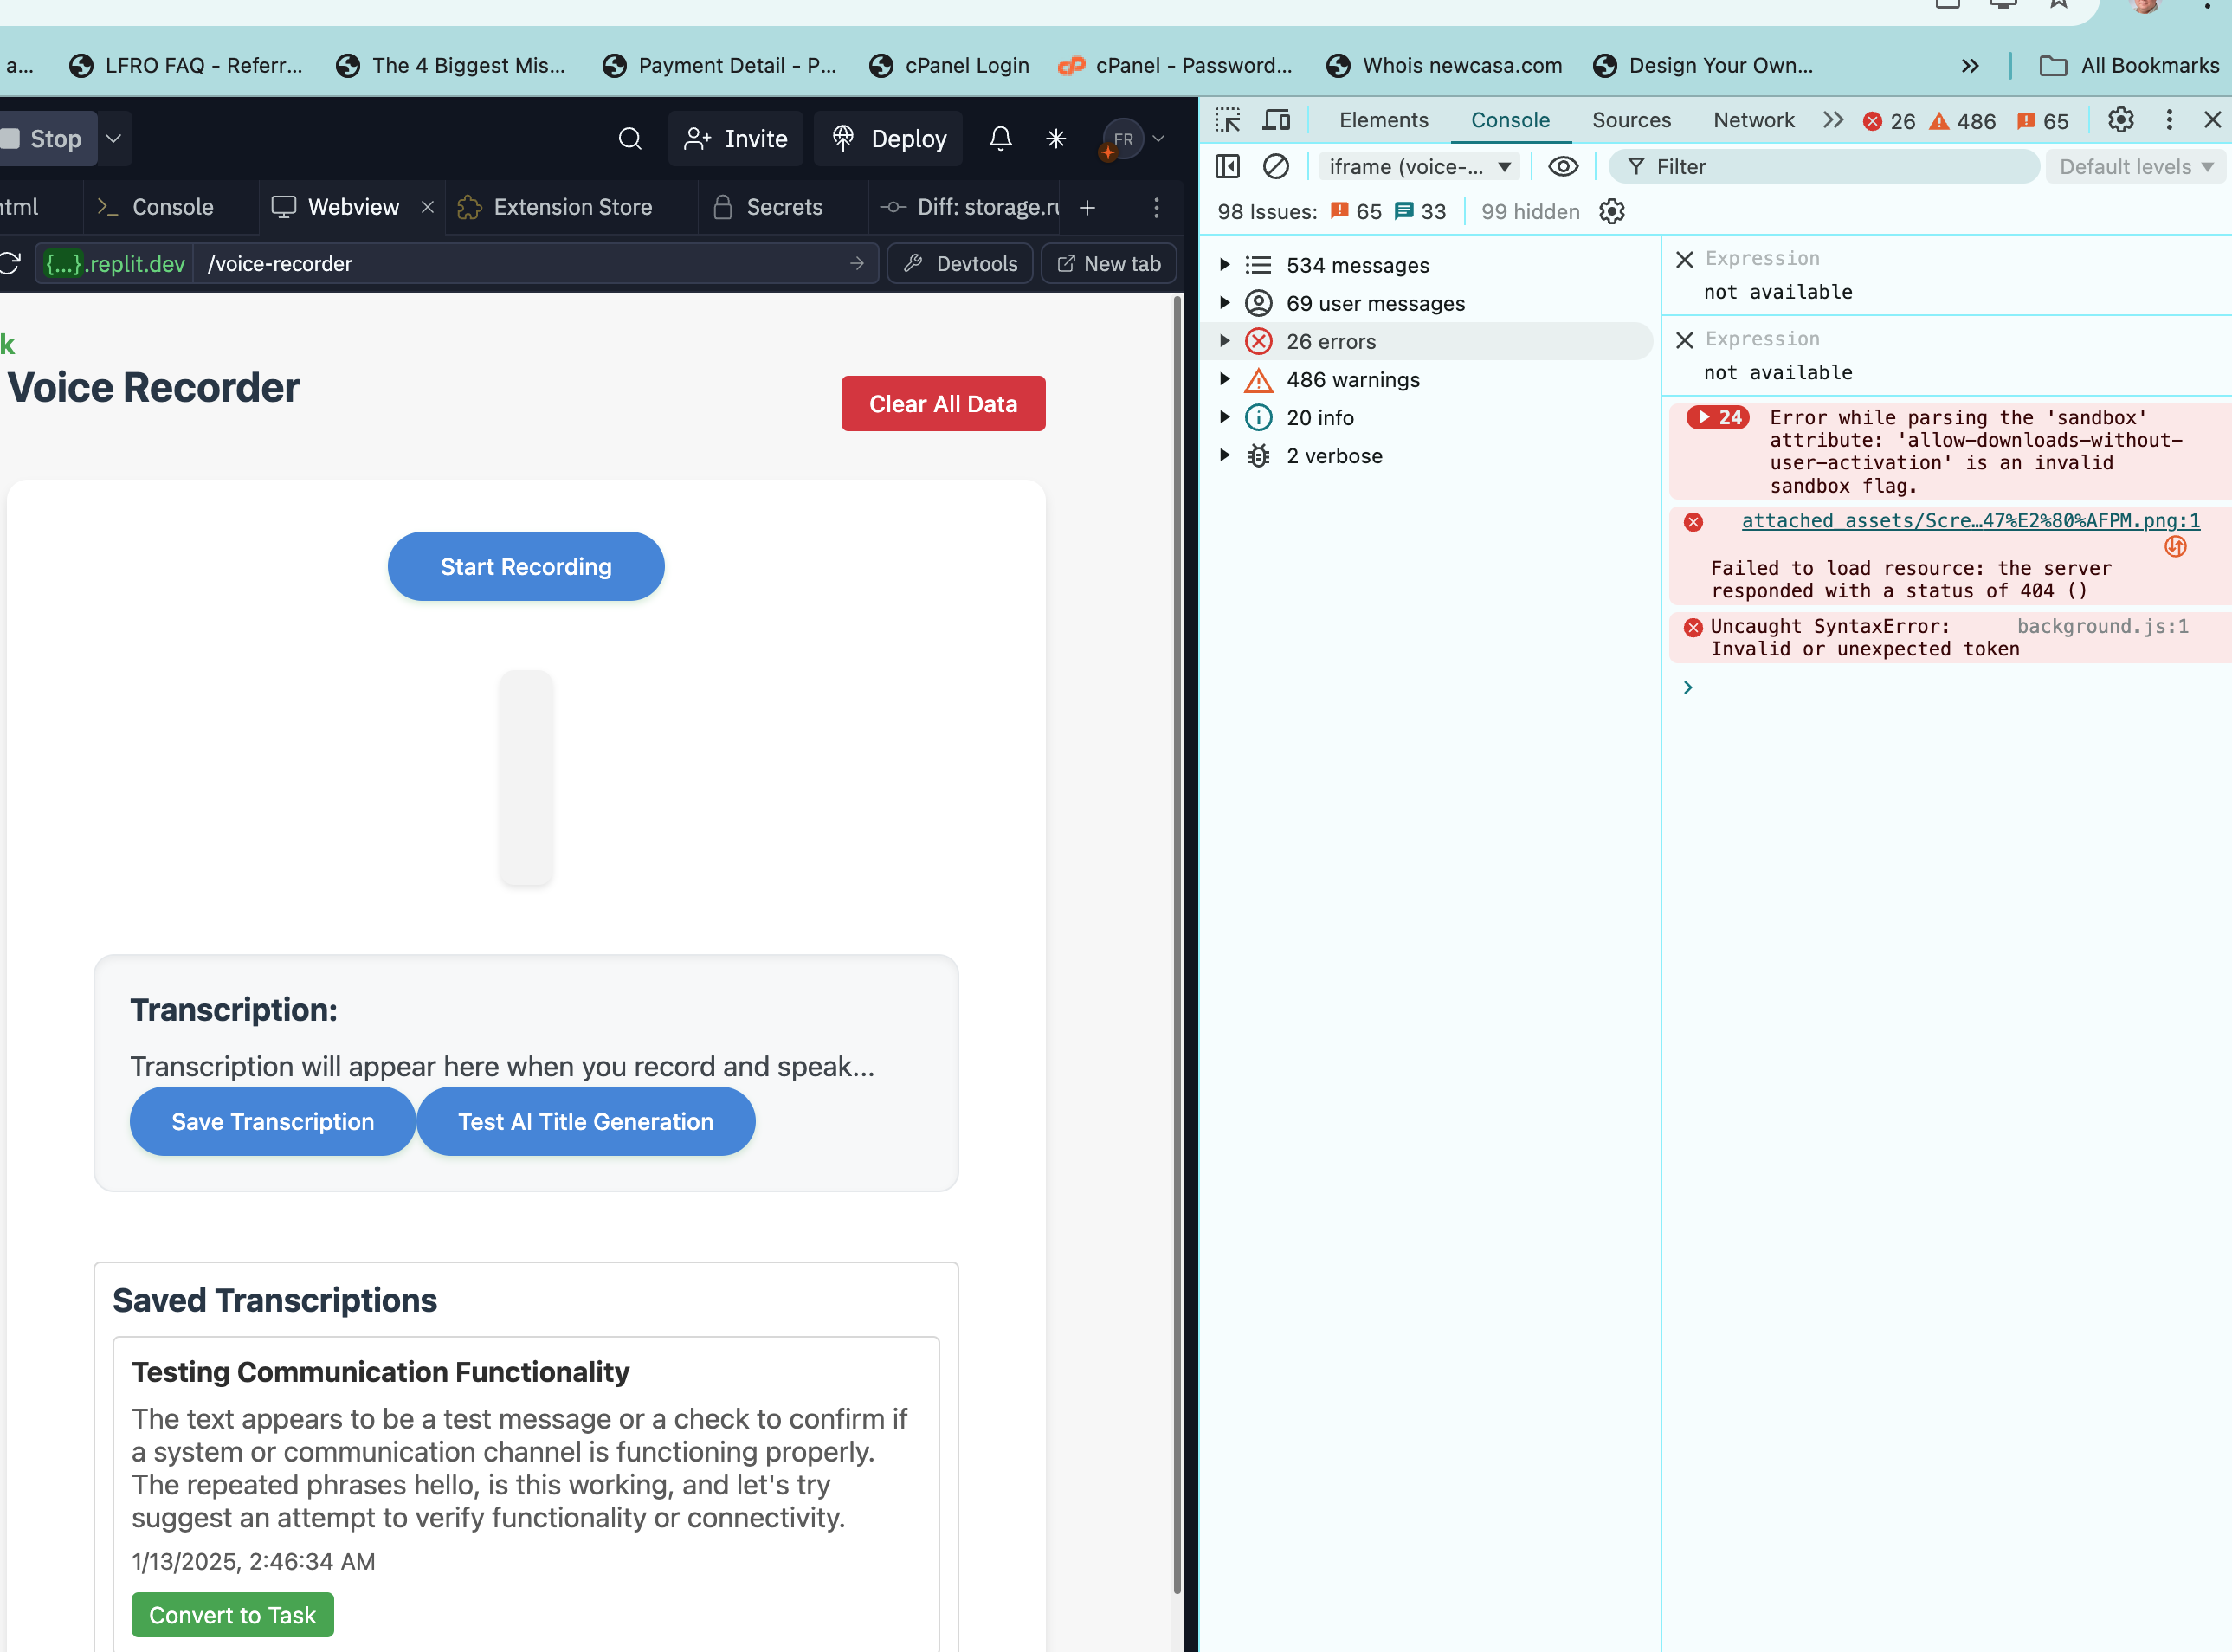 a...
LFRO FAQ - Referr...
The 4 Biggest Mis...
Payment Detail - P...
cPanel Login
cPanel - Password...
Whois newcasa.com
Design Your Own...
All Bookmarks
Stop
Invite
Deploy
FR
tml
Console
Webview
Extension Store
Secrets
Diff: storage.ru
{...}.replit.dev
/voice-recorder
Devtools
New tab
k
Voice Recorder
Clear All Data
Start Recording
Transcription:
Transcription will appear here when you record and speak...
Save Transcription
Test AI Title Generation
Saved Transcriptions
Testing Communication Functionality
The text appears to be a test message or a check to confirm if
a system or communication channel is functioning properly.
The repeated phrases hello, is this working, and let's try
suggest an attempt to verify functionality or connectivity.
1/13/2025, 2:46:34 AM
Convert to Task
Elements
Console
Sources
Network
26
486
65
iframe (voice-...
Filter
Default levels
98 Issues: 65 33
99 hidden
534 messages
69 user messages
26 errors
486 warnings
20 info
2 verbose
Expression
not available
Expression
not available
24 Error while parsing the 'sandbox'
attribute: 'allow-downloads-without-
user-activation' is an invalid
sandbox flag.
attached_assets/Scre…47%E2%80%AFPM.png:1
Failed to load resource: the server
responded with a status of 404 ()
Uncaught SyntaxError: background.js:1
Invalid or unexpected token